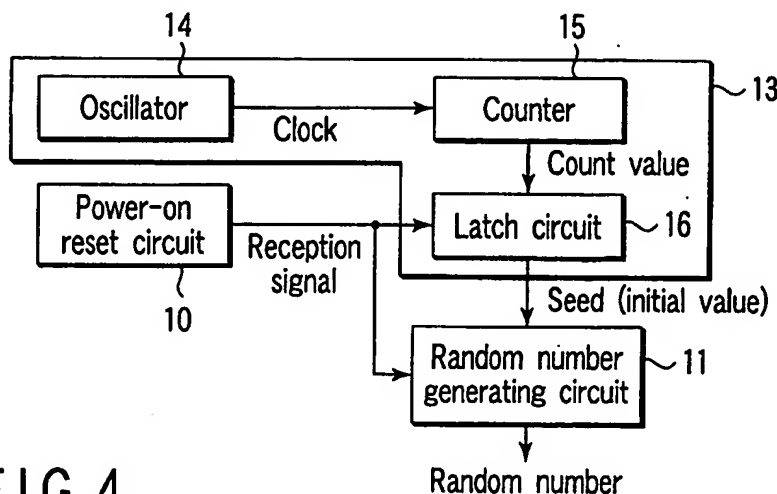 14
15
13
Oscillator
Clock
Counter
Count value
Power-on
reset circuit
Reception
signal
Latch circuit
16
10
Seed (initial value)
Random number
generating circuit
11
FIG. 4
Random number